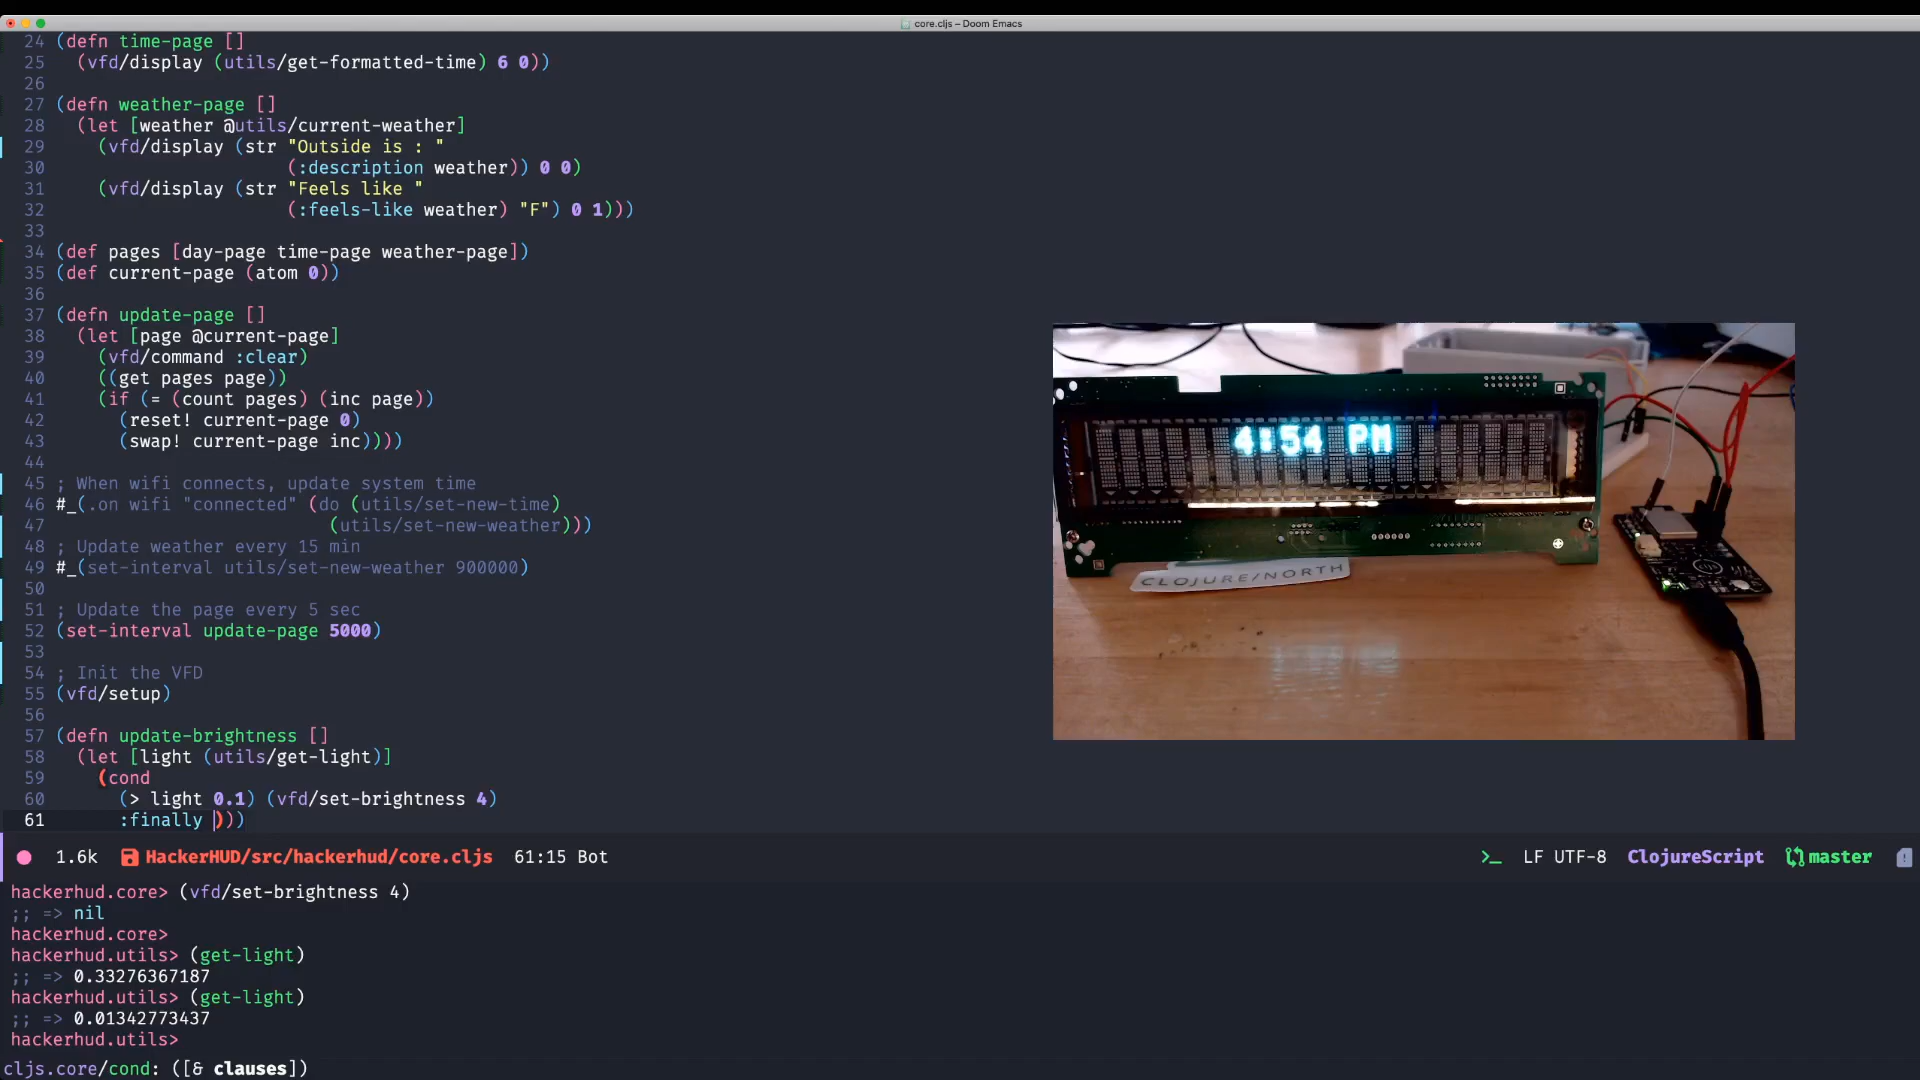 core.cljs – Doom Emacs
24 (defn time-page []
25   (vfd/display (utils/get-formatted-time) 6 0))
26
27 (defn weather-page []
28   (let [weather @utils/current-weather]
29     (vfd/display (str "Outside is : "
30                       (:description weather)) 0 0)
31     (vfd/display (str "Feels like "
32                       (:feels-like weather) "F") 0 1)))
33
34 (def pages [day-page time-page weather-page])
35 (def current-page (atom 0))
36
37 (defn update-page []
38   (let [page @current-page]
39     (vfd/command :clear)
40     ((get pages page))
41     (if (= (count pages) (inc page))
42       (reset! current-page 0)
43       (swap! current-page inc))))
44
45 ; When wifi connects, update system time
46 #_(.on wifi "connected" (do (utils/set-new-time)
47                           (utils/set-new-weather)))
48 ; Update weather every 15 min
49 #_(set-interval utils/set-new-weather 900000)
50
51 ; Update the page every 5 sec
52 (set-interval update-page 5000)
53
54 ; Init the VFD
55 (vfd/setup)
56
57 (defn update-brightness []
58   (let [light (utils/get-light)]
59     (cond
60       (> light 0.1) (vfd/set-brightness 4)
61       :finally )))
4:54 PM
CLOJURE/NORTH
1.6k HackerHUD/src/hackerhud/core.cljs 61:15 Bot LF UTF-8 ClojureScript master
hackerhud.core> (vfd/set-brightness 4)
;; => nil
hackerhud.core>
hackerhud.utils> (get-light)
;; => 0.33276367187
hackerhud.utils> (get-light)
;; => 0.01342773437
hackerhud.utils>
cljs.core/cond: ([& clauses])